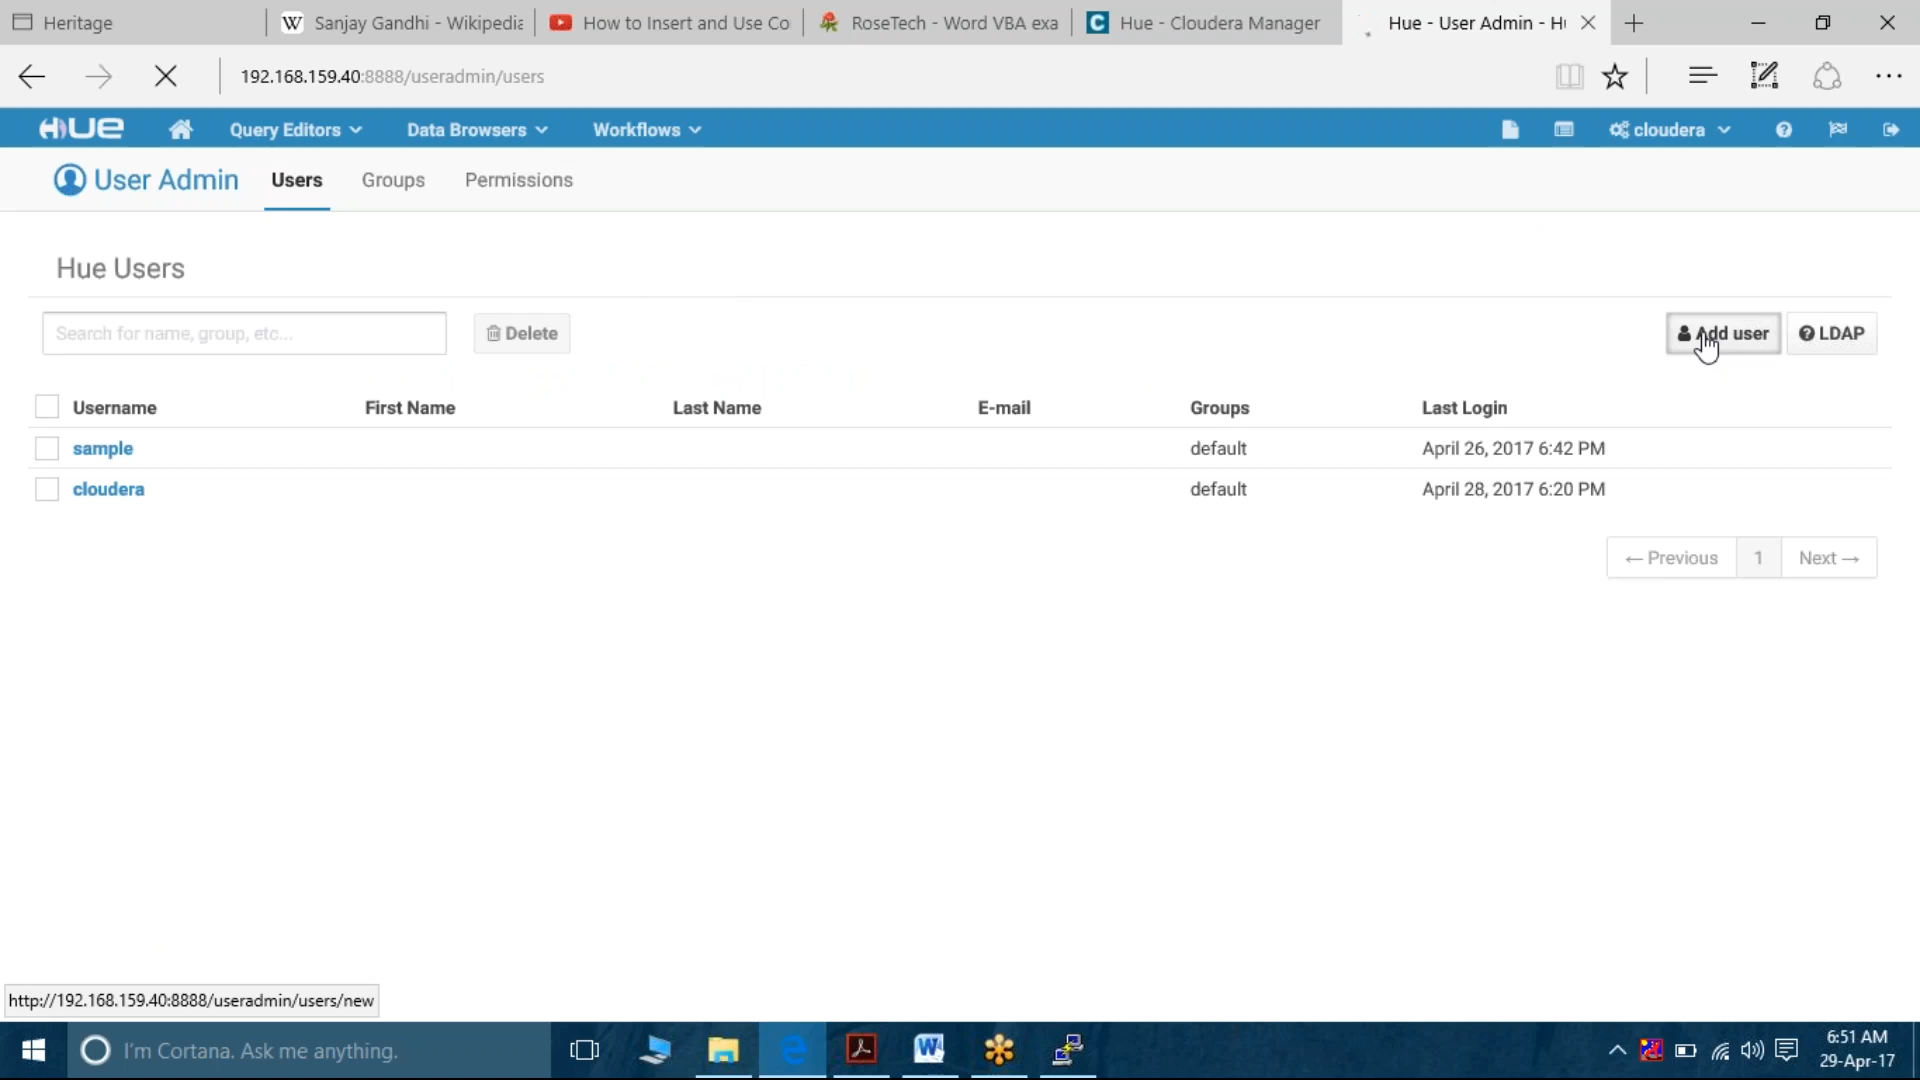 Heritage
Sanjay Gandhi - Wikipedia
How to Insert and Use Co
RoseTech - Word VBA exa
Hue - Cloudera Manager
Hue - User Admin - H
192.168.159.40:8888/useradmin/users
HUE
Query Editors
Data Browsers
Workflows
cloudera
User Admin
Users
Groups
Permissions
Hue Users
Search for name, group, etc...
Delete
Add user
LDAP
Username First Name Last Name E-mail Groups Last Login
sample default April 26, 2017 6:42 PM
cloudera default April 28, 2017 6:20 PM
← Previous 1 Next →
http://192.168.159.40:8888/useradmin/users/new
I'm Cortana. Ask me anything.
6:51 AM
29-Apr-17